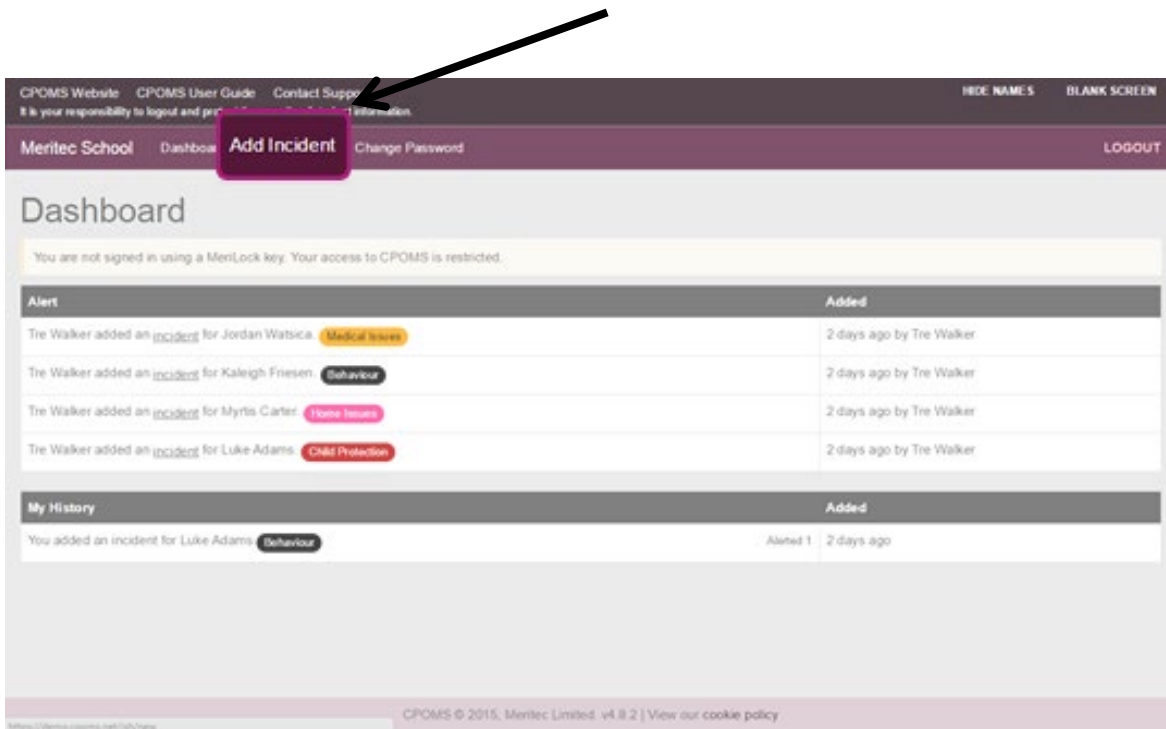 CPOMS Website CPOMS User Guide Contact HIDE NAMES BLANK SCREEN
It is your responsibility to logout and information.
Meritec School Add Incident Change Password LOGOUT
Dashboard
You are not signed in using a MeriLock key. Your access to CPOMS is restricted.
Alert Added
Tre Walker added an incident for Jordan Watsica. Medical Issues 2 days ago by Tre Walker
Tre Walker added an incident for Kaleigh Friesen. Behaviour 2 days ago by Tre Walker
Tre Walker added an incident for Myrtis Carter. Home Issues 2 days ago by Tre Walker
Tre Walker added an incident for Luke Adams. Child Protection 2 days ago by Tre Walker
My History Added
You added an incident for Luke Adams Behaviour Alerted 1 2 days ago
CPOMS © 2015, Meritec Limited. v4.8.2 | View our cookie policy